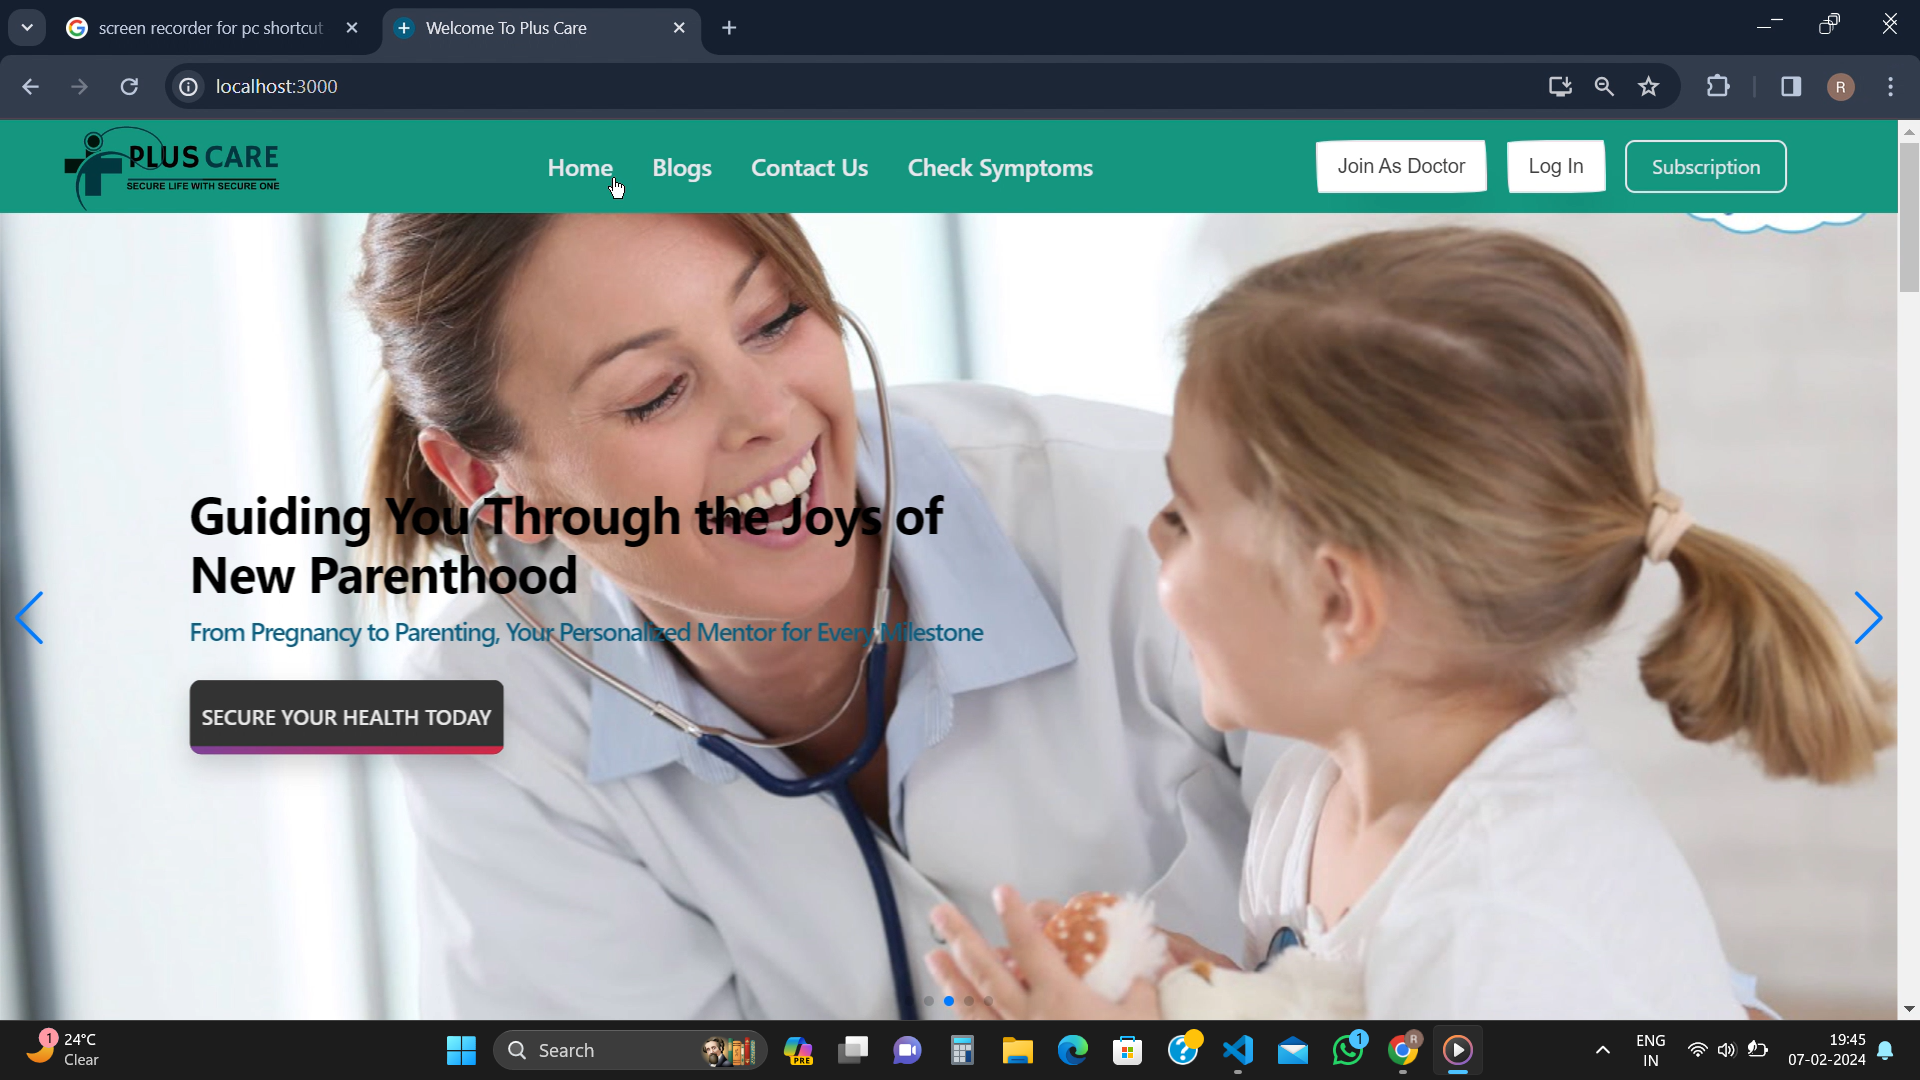 screen recorder for pc shortcut
Welcome To Plus Care
localhost:3000
R
PLUS CARE
SECURE LIFE WITH SECURE ONE
Home
Blogs
Contact Us
Check Symptoms
Join As Doctor
Log In
Subscription
Guiding You Through the Joys of
New Parenthood
From Pregnancy to Parenting, Your Personalized Mentor for Every Milestone
SECURE YOUR HEALTH TODAY
1
24°C
Clear
Search
PRE
1
R
ENG
IN
19:45
07-02-2024